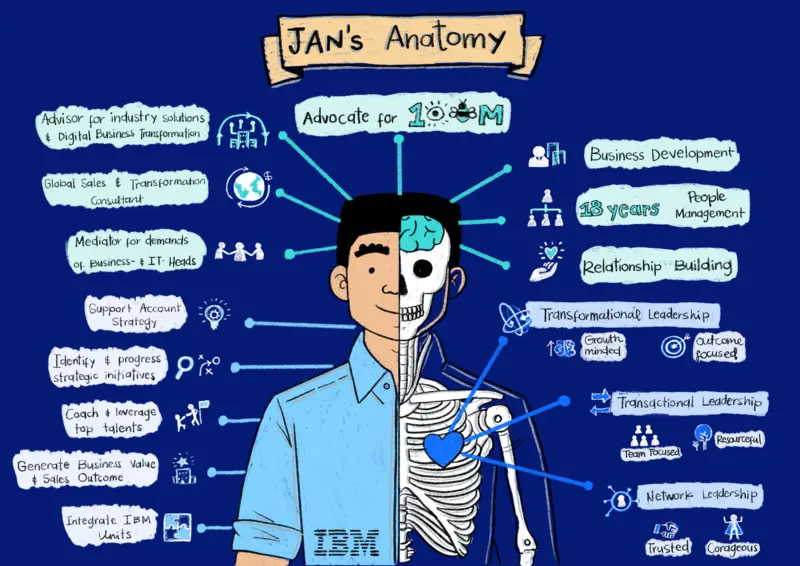 JAN's Anatomy
Advisor for industry solutions
& Digital Business Transformation
Advocate for 1 M
Global Sales & Transformation
Consultant
Mediator for demands
of Business- & IT-Heads
Support Account
Strategy
Identify & progress
strategic initiatives
Coach & leverage
top talents
Generate Business Value
& Sales Outcome
Integrate IBM
Units
Business Development
18 years People
Management
Relationship Building
Transformational Leadership
Growth
minded
outcome
focused
Transactional Leadership
Team Focused
Resourceful
Network Leadership
Trusted
Corageous
IBM